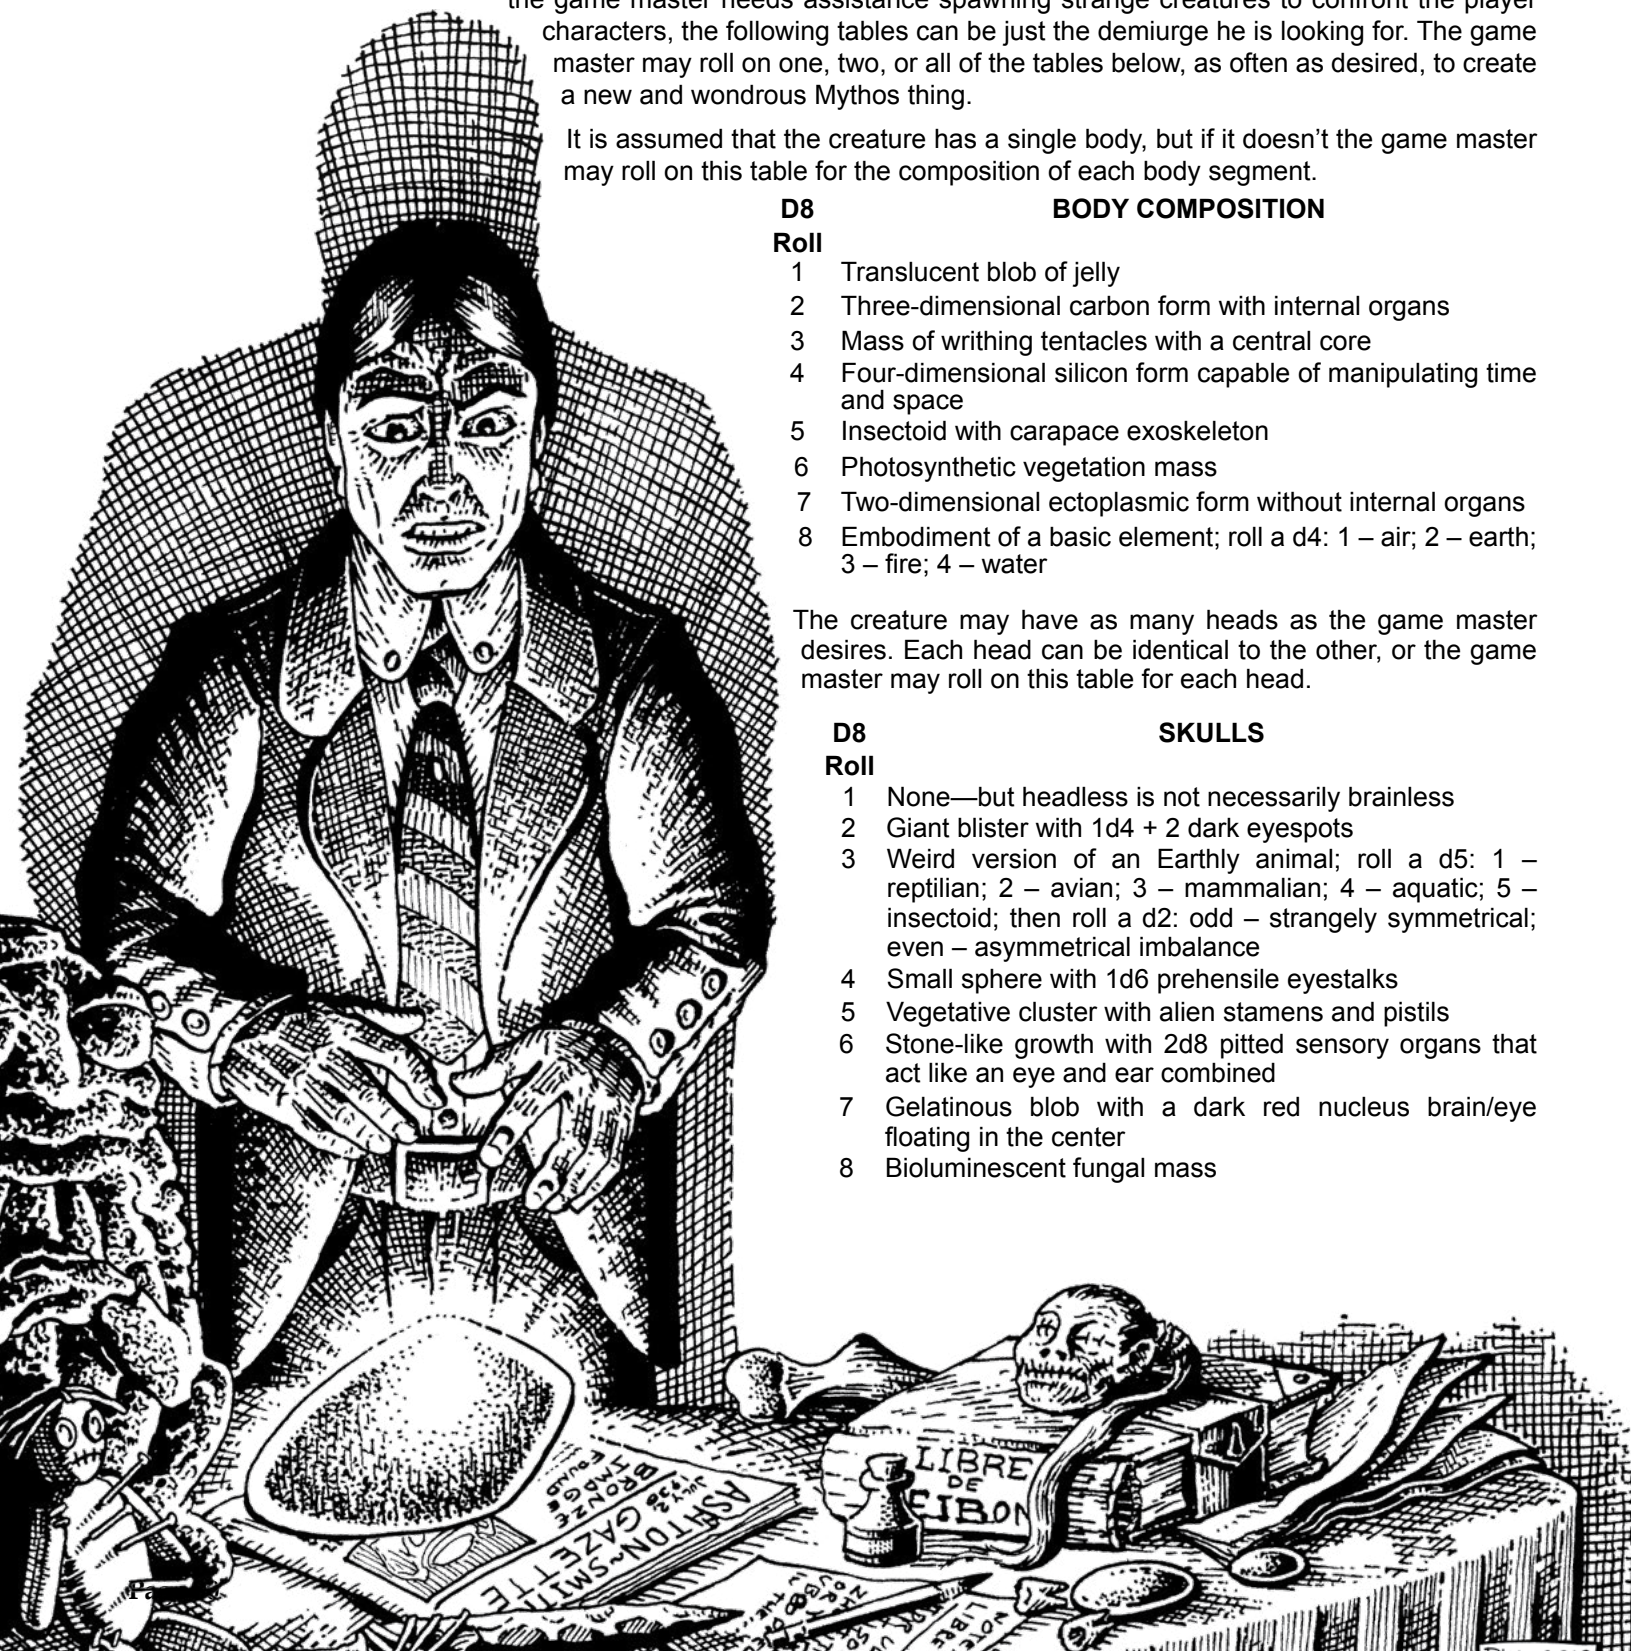 the game master needs assistance spawning strange creatures to confront the player
characters, the following tables can be just the demiurge he is looking for. The game
master may roll on one, two, or all of the tables below, as often as desired, to create
a new and wondrous Mythos thing.
It is assumed that the creature has a single body, but if it doesn’t the game master
may roll on this table for the composition of each body segment.
D8 BODY COMPOSITION
Roll
1 Translucent blob of jelly
2 Three-dimensional carbon form with internal organs
3 Mass of writhing tentacles with a central core
4 Four-dimensional silicon form capable of manipulating time
and space
5 Insectoid with carapace exoskeleton
6 Photosynthetic vegetation mass
7 Two-dimensional ectoplasmic form without internal organs
8 Embodiment of a basic element; roll a d4: 1 – air; 2 – earth;
3 – fire; 4 – water
The creature may have as many heads as the game master
desires. Each head can be identical to the other, or the game
master may roll on this table for each head.
D8 SKULLS
Roll
1 None—but headless is not necessarily brainless
2 Giant blister with 1d4 + 2 dark eyespots
3 Weird version of an Earthly animal; roll a d5: 1 –
reptilian; 2 – avian; 3 – mammalian; 4 – aquatic; 5 –
insectoid; then roll a d2: odd – strangely symmetrical;
even – asymmetrical imbalance
4 Small sphere with 1d6 prehensile eyestalks
5 Vegetative cluster with alien stamens and pistils
6 Stone-like growth with 2d8 pitted sensory organs that
act like an eye and ear combined
7 Gelatinous blob with a dark red nucleus brain/eye
floating in the center
8 Bioluminescent fungal mass
LIBRE
DE
EIBON
ASHTON~SMITH
GAZETTE
BRONZE
IMAGE
FOUND
LIBRE